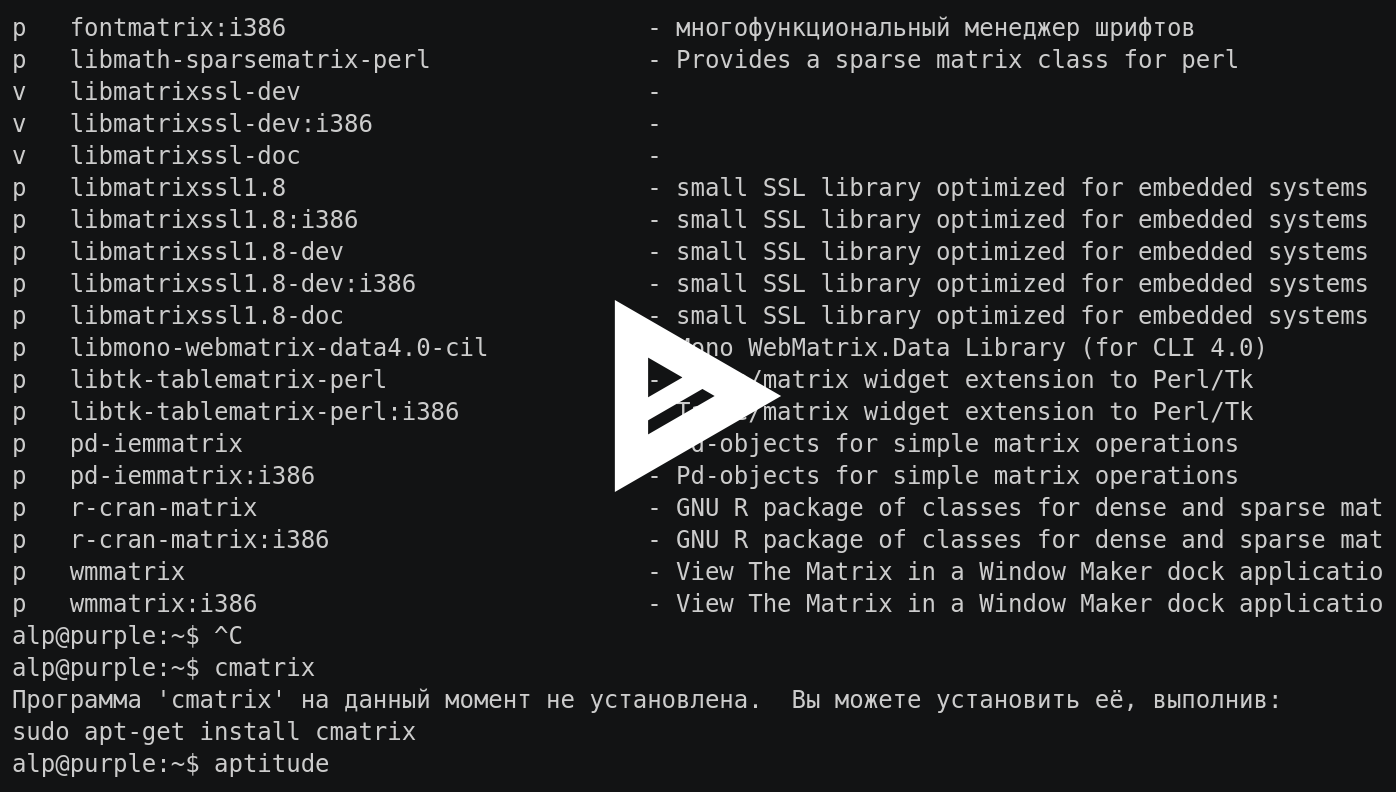 p   fontmatrix:i386                         - многофункциональный менеджер шрифтов
p   libmath-sparsematrix-perl               - Provides a sparse matrix class for perl
v   libmatrixssl-dev                        -
v   libmatrixssl-dev:i386                   -
v   libmatrixssl-doc                        -
p   libmatrixssl1.8                         - small SSL library optimized for embedded systems
p   libmatrixssl1.8:i386                    - small SSL library optimized for embedded systems
p   libmatrixssl1.8-dev                     - small SSL library optimized for embedded systems
p   libmatrixssl1.8-dev:i386                - small SSL library optimized for embedded systems
p   libmatrixssl1.8-doc                     - small SSL library optimized for embedded systems
p   libmono-webmatrix-data4.0-cil           Mono WebMatrix.Data Library (for CLI 4.0)
p   libtk-tablematrix-perl                  - /matrix widget extension to Perl/Tk
p   libtk-tablematrix-perl:i386             /matrix widget extension to Perl/Tk
p   pd-iemmatrix                            Pd-objects for simple matrix operations
p   pd-iemmatrix:i386                       - Pd-objects for simple matrix operations
p   r-cran-matrix                           - GNU R package of classes for dense and sparse mat
p   r-cran-matrix:i386                      - GNU R package of classes for dense and sparse mat
p   wmmatrix                                - View The Matrix in a Window Maker dock applicatio
p   wmmatrix:i386                           - View The Matrix in a Window Maker dock applicatio
alp@purple:~$ ^C
alp@purple:~$ cmatrix
Программа 'cmatrix' на данный момент не установлена.  Вы можете установить её, выполнив:
sudo apt-get install cmatrix
alp@purple:~$ aptitude